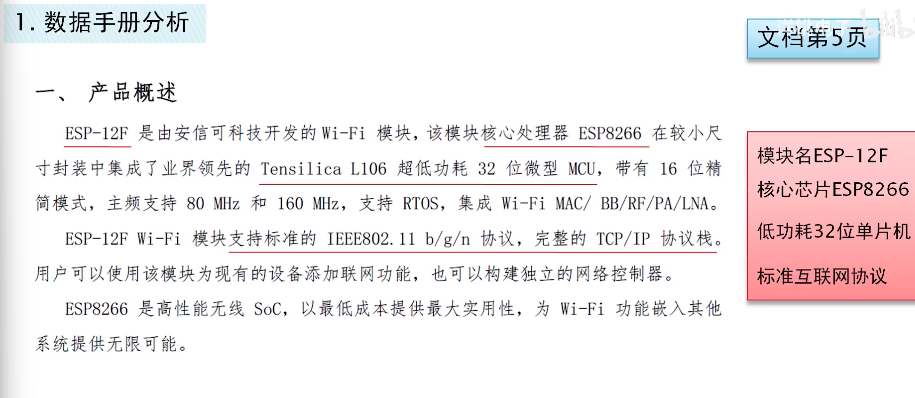 1. 数据手册分析
文档第5页
一、 产品概述
ESP-12F 是由安信可科技开发的 Wi-Fi 模块，该模块核心处理器 ESP8266 在较小尺
寸封装中集成了业界领先的 Tensilica L106 超低功耗 32 位微型 MCU，带有 16 位精
简模式，主频支持 80 MHz 和 160 MHz，支持 RTOS，集成 Wi-Fi MAC/ BB/RF/PA/LNA。
ESP-12F Wi-Fi 模块支持标准的 IEEE802.11 b/g/n 协议，完整的 TCP/IP 协议栈。
用户可以使用该模块为现有的设备添加联网功能，也可以构建独立的网络控制器。
ESP8266 是高性能无线 SoC，以最低成本提供最大实用性，为 Wi-Fi 功能嵌入其他
系统提供无限可能。
模块名ESP-12F
核心芯片ESP8266
低功耗32位单片机
标准互联网协议